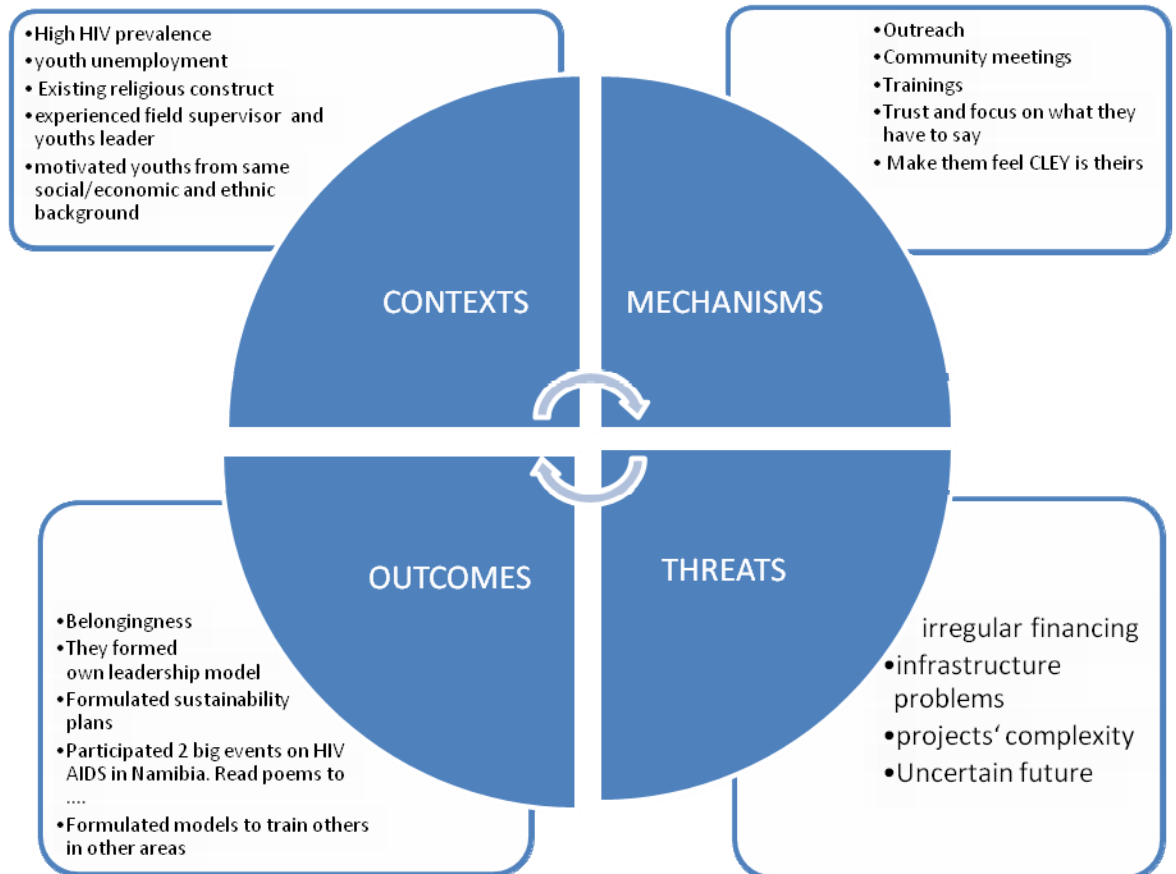 •High HIV prevalence
•youth unemployment
• Existing religious construct
•experienced field supervisor and
youths leader
•motivated youths from same
social/economic and ethnic
background
•Outreach
•Community meetings
•Trainings
•Trust and focus on what they
have to say
• Make them feel CLEY is theirs
CONTEXTS
MECHANISMS
OUTCOMES
THREATS
•Belongingness
•They formed
own leadership model
•Formulated sustainability
plans
•Participated 2 big events on HIV
AIDS in Namibia. Read poems to
....
•Formulated models to train others
in other areas
irregular financing
•infrastructure
problems
•projects‘ complexity
•Uncertain future